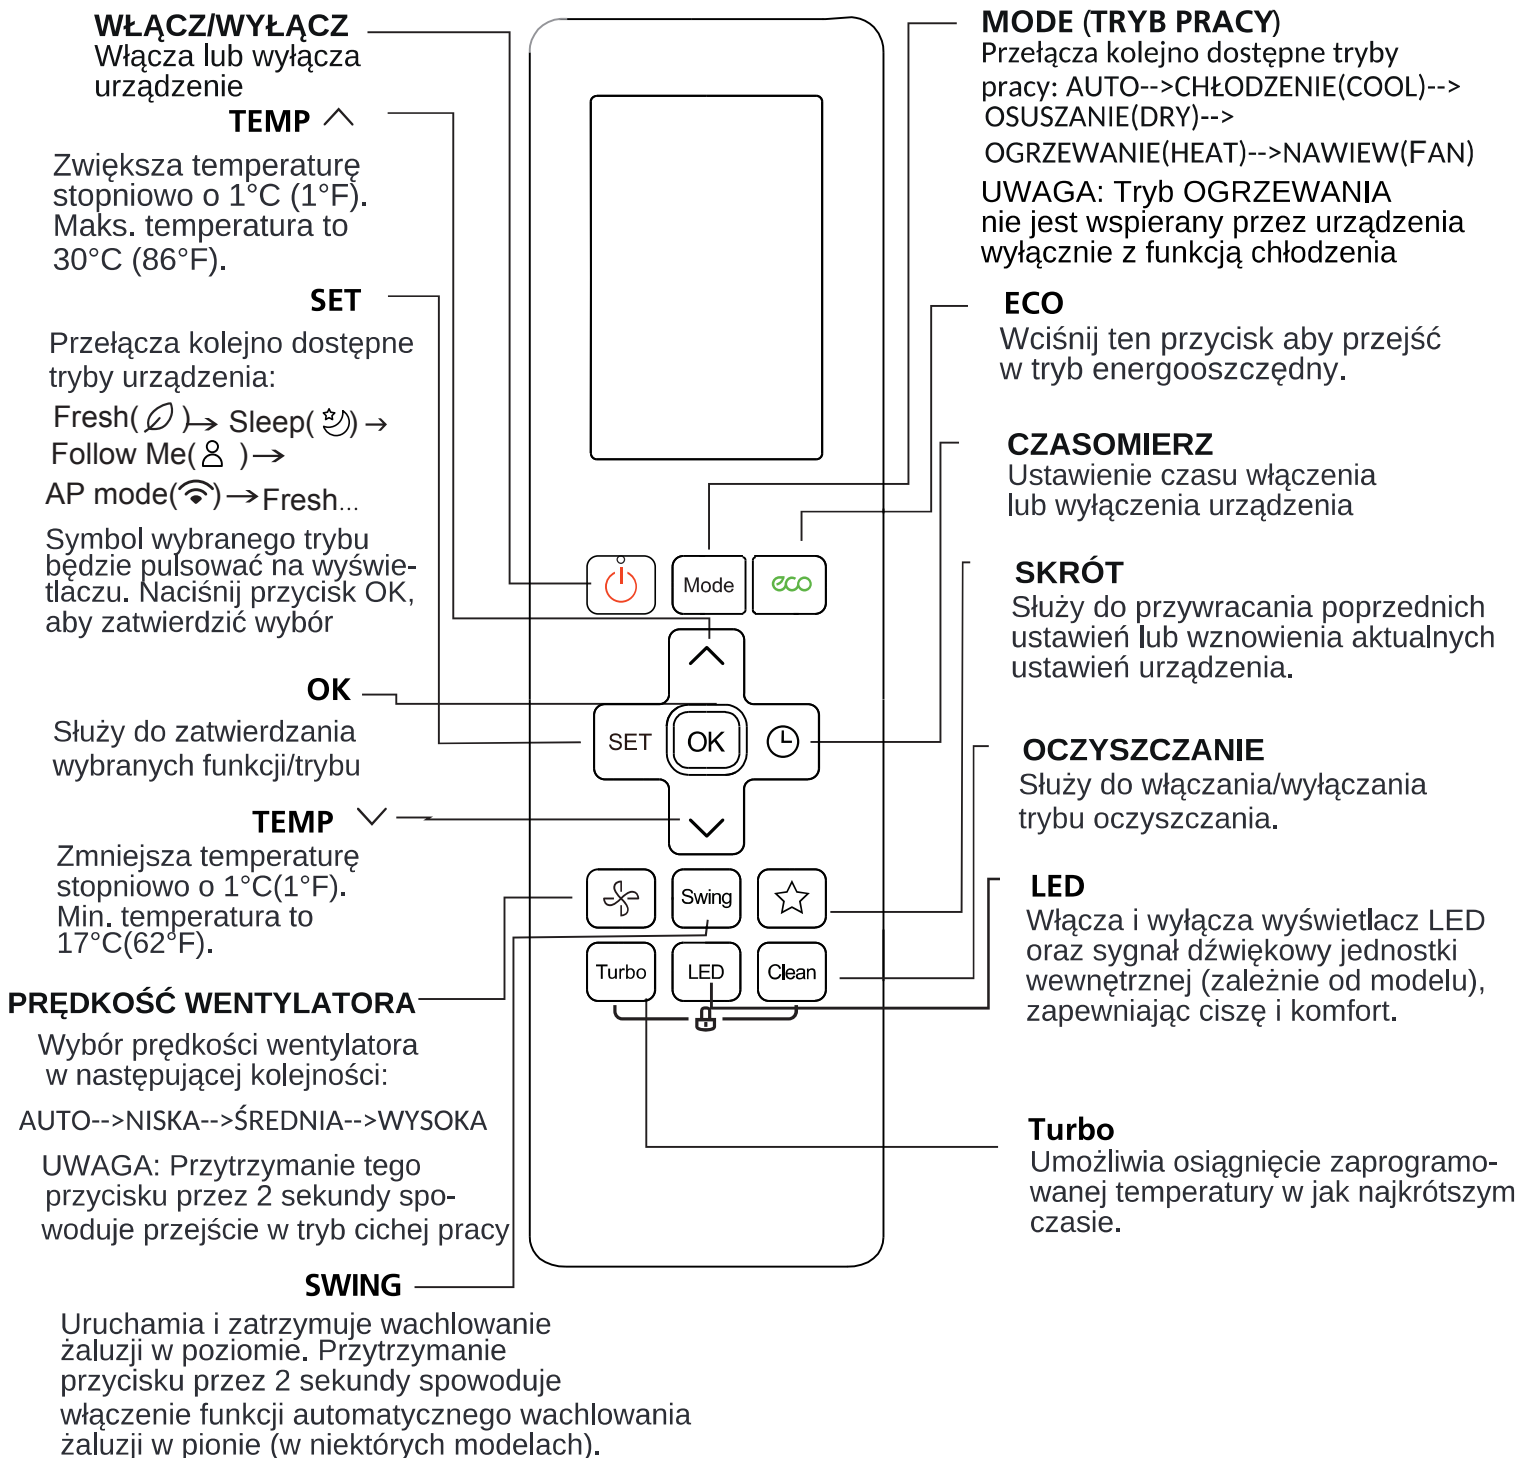 WŁĄCZ/WYŁĄCZ
Włącza lub wyłącza
urządzenie
TEMP
Zwiększa temperaturę
stopniowo o 1°C (1°F).
Maks. temperatura to
30°C (86°F).
SET
Przełącza kolejno dostępne
tryby urządzenia:
Fresh( )→ Sleep( )→
Follow Me( )→
AP mode( )→Fresh...
Symbol wybranego trybu
będzie pulsować na wyświe-
tlaczu. Naciśnij przycisk OK,
aby zatwierdzić wybór
OK
Służy do zatwierdzania
wybranych funkcji/trybu
TEMP
Zmniejsza temperaturę
stopniowo o 1°C(1°F).
Min. temperatura to
17°C(62°F).
PRĘDKOŚĆ WENTYLATORA
Wybór prędkości wentylatora
w następującej kolejności:
AUTO-->NISKA-->ŚREDNIA-->WYSOKA
UWAGA: Przytrzymanie tego
przycisku przez 2 sekundy spo-
woduje przejście w tryb cichej pracy
SWING
Uruchamia i zatrzymuje wachlowanie
żaluzji w poziomie. Przytrzymanie
przycisku przez 2 sekundy spowoduje
włączenie funkcji automatycznego wachlowania
żaluzji w pionie (w niektórych modelach).
Mode
eco
SET
OK
Swing
Turbo
LED
Clean
MODE (TRYB PRACY)
Przełącza kolejno dostępne tryby
pracy: AUTO-->CHŁODZENIE(COOL)-->
OSUSZANIE(DRY)-->
OGRZEWANIE(HEAT)-->NAWIEW(FAN)
UWAGA: Tryb OGRZEWANIA
nie jest wspierany przez urządzenia
wyłącznie z funkcją chłodzenia
ECO
Wciśnij ten przycisk aby przejść
w tryb energooszczędny.
CZASOMIERZ
Ustawienie czasu włączenia
lub wyłączenia urządzenia
SKRÓT
Służy do przywracania poprzednich
ustawień lub wznowienia aktualnych
ustawień urządzenia.
OCZYSZCZANIE
Służy do włączania/wyłączania
trybu oczyszczania.
LED
Włącza i wyłącza wyświetlacz LED
oraz sygnał dźwiękowy jednostki
wewnętrznej (zależnie od modelu),
zapewniając ciszę i komfort.
Turbo
Umożliwia osiągnięcie zaprogramo-
wanej temperatury w jak najkrótszym
czasie.